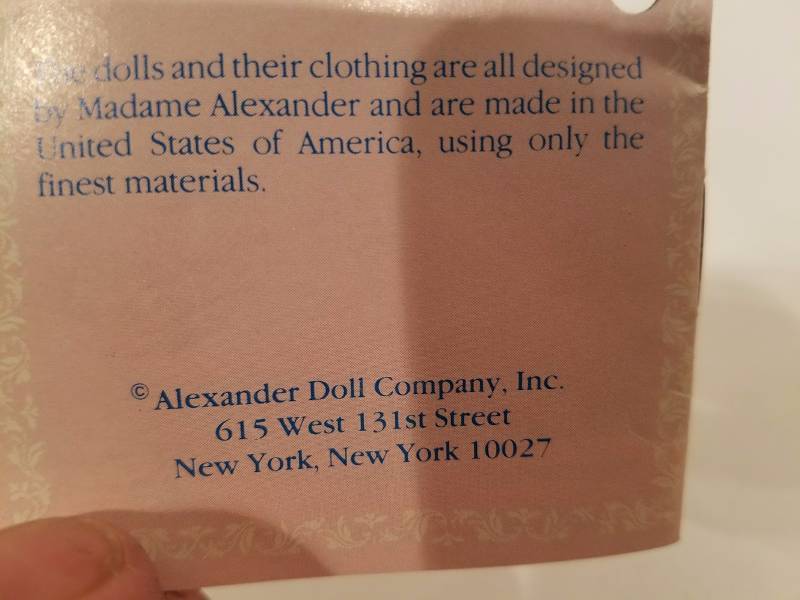 The dolls and their clothing are all designed
by Madame Alexander and are made in the
United States of America, using only the
finest materials.
© Alexander Doll Company, Inc.
615 West 131st Street
New York, New York 10027